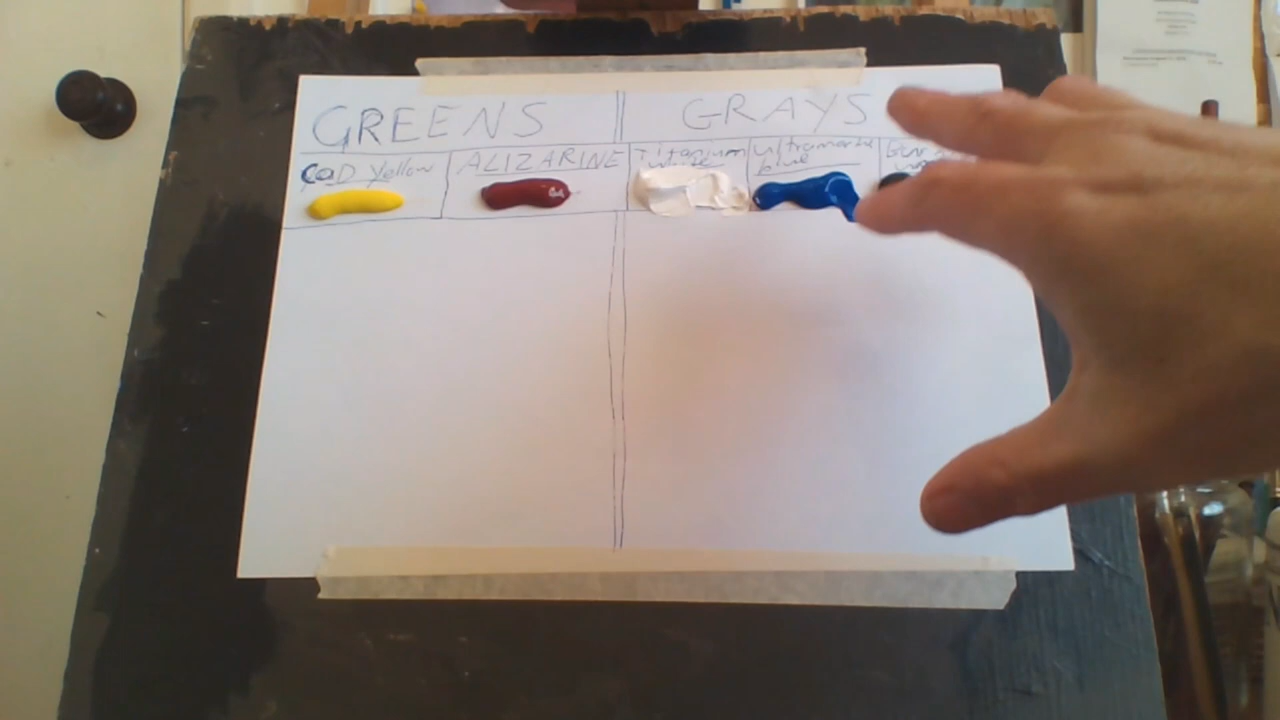 GREENS
GRAYS
CAD Yellow
ALIZARINE
Titanium
white
ultramarine
blue